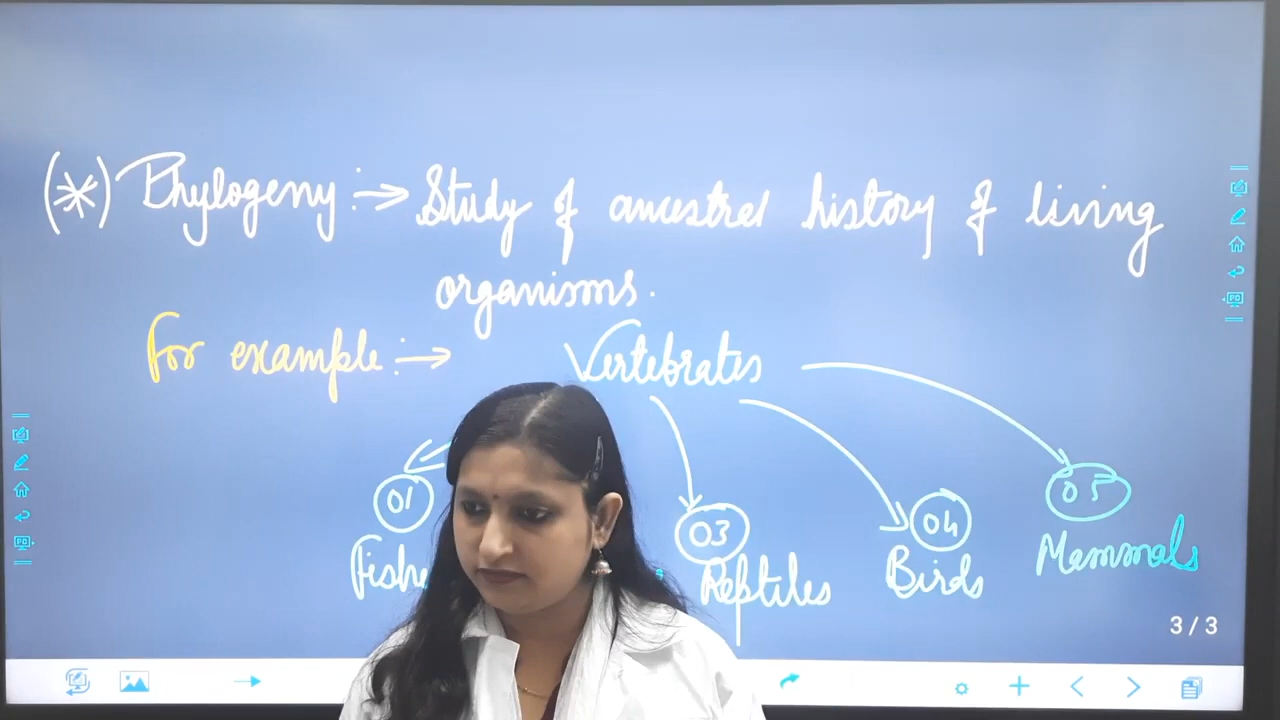 (*) Phylogeny :→ Study of ancestral history of living
organisms.
For example :→ Vertebrates
01 03 04 05
Fishe Reptiles Birds Mammals
3/3